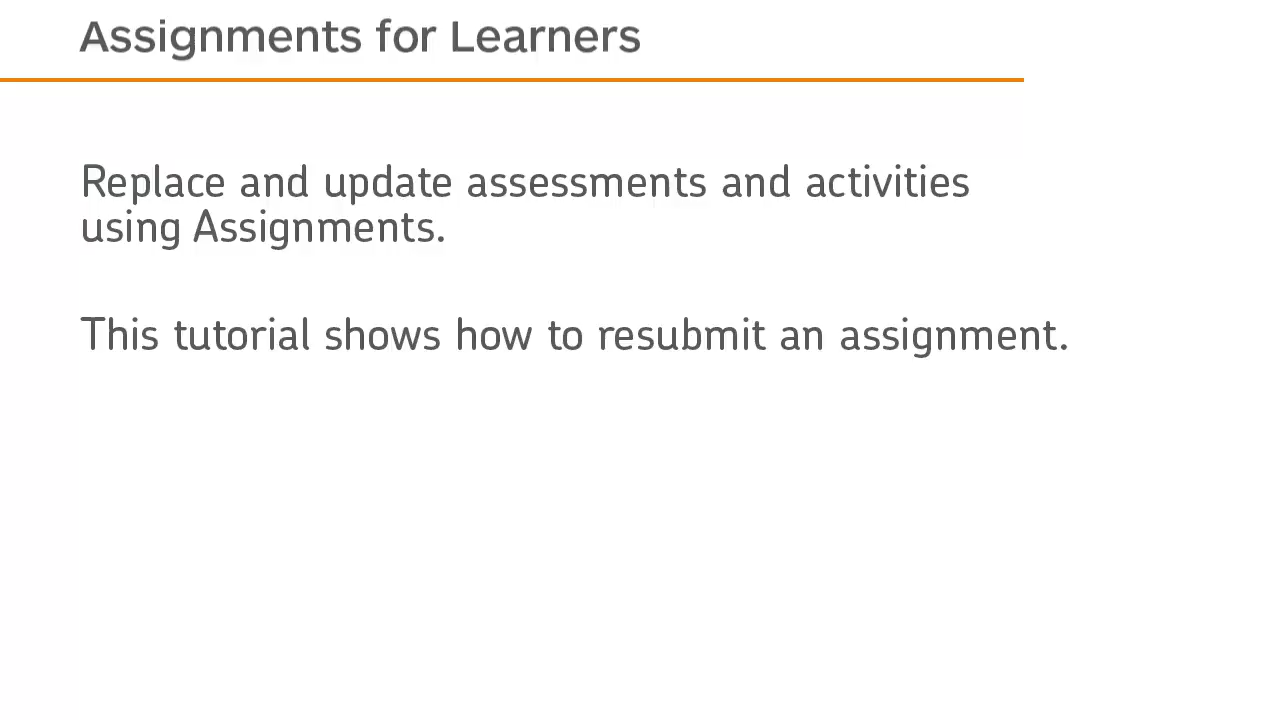 Assignments for Learners
Replace and update assessments and activities
using Assignments.
This tutorial shows how to resubmit an assignment.